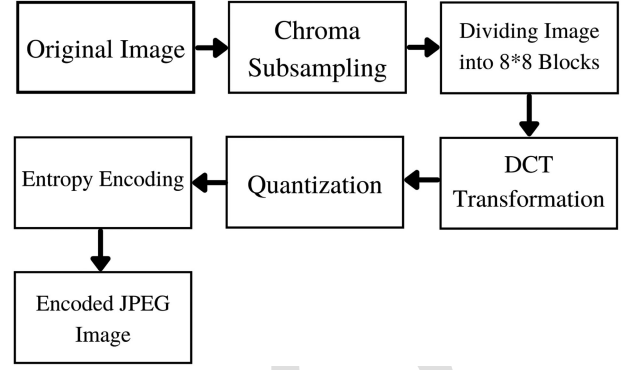 Original Image
Chroma
Subsampling
Dividing Image
into 8*8 Blocks
DCT
Transformation
Quantization
Entropy Encoding
Encoded JPEG
Image